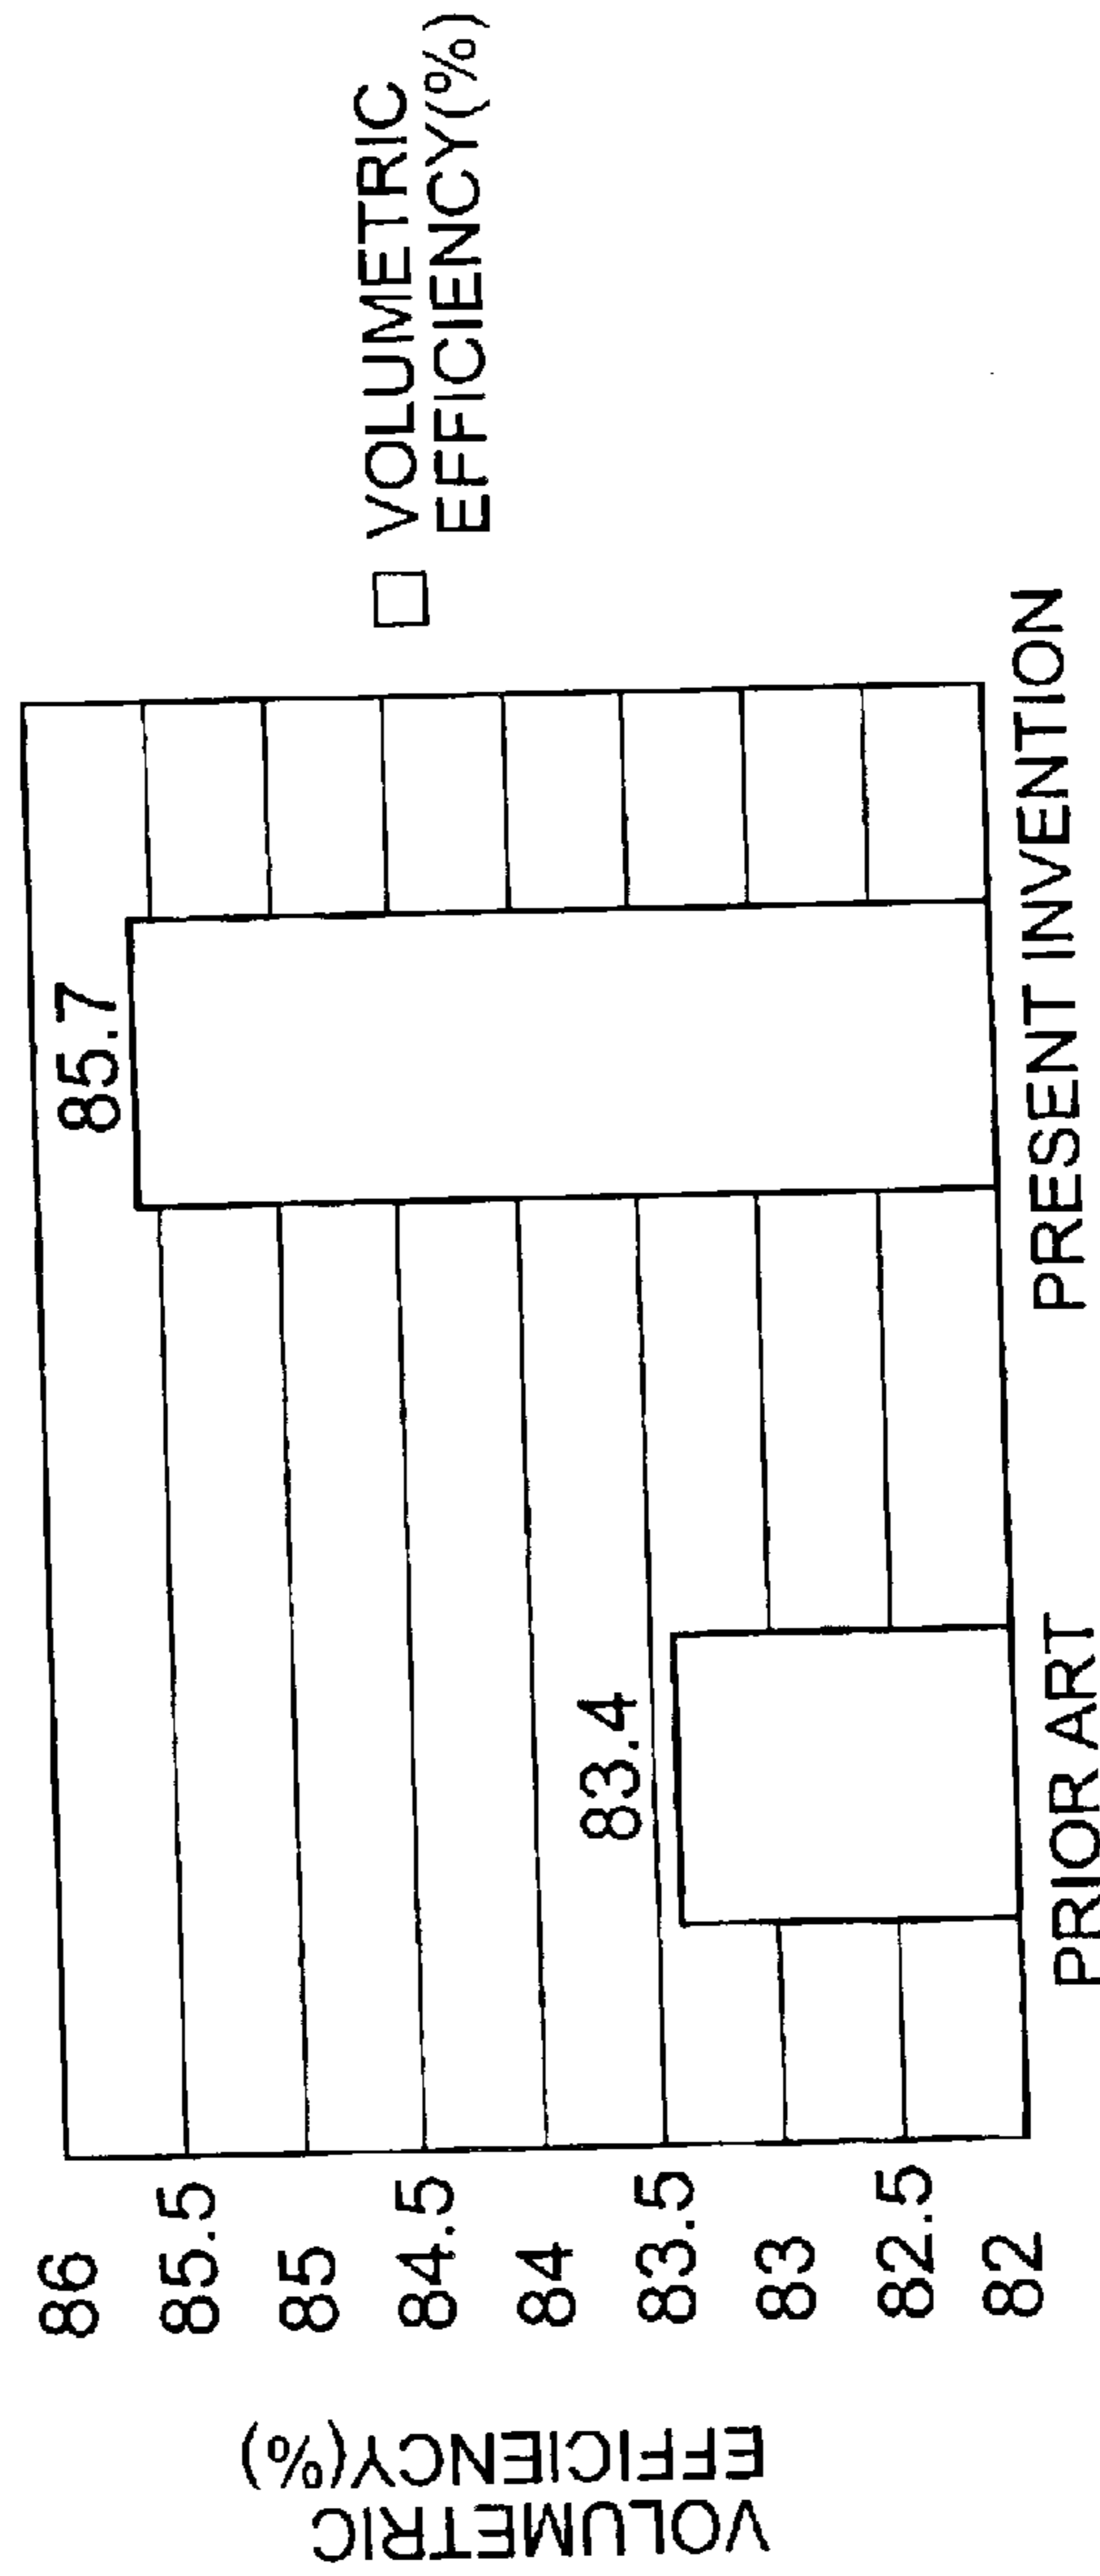 VOLUMETRIC
EFFICIENCY(%)
86
85.5
85
84.5
84
83.5
83
82.5
82
83.4
85.7
PRIOR ART
PRESENT INVENTION
VOLUMETRIC
EFFICIENCY(%)